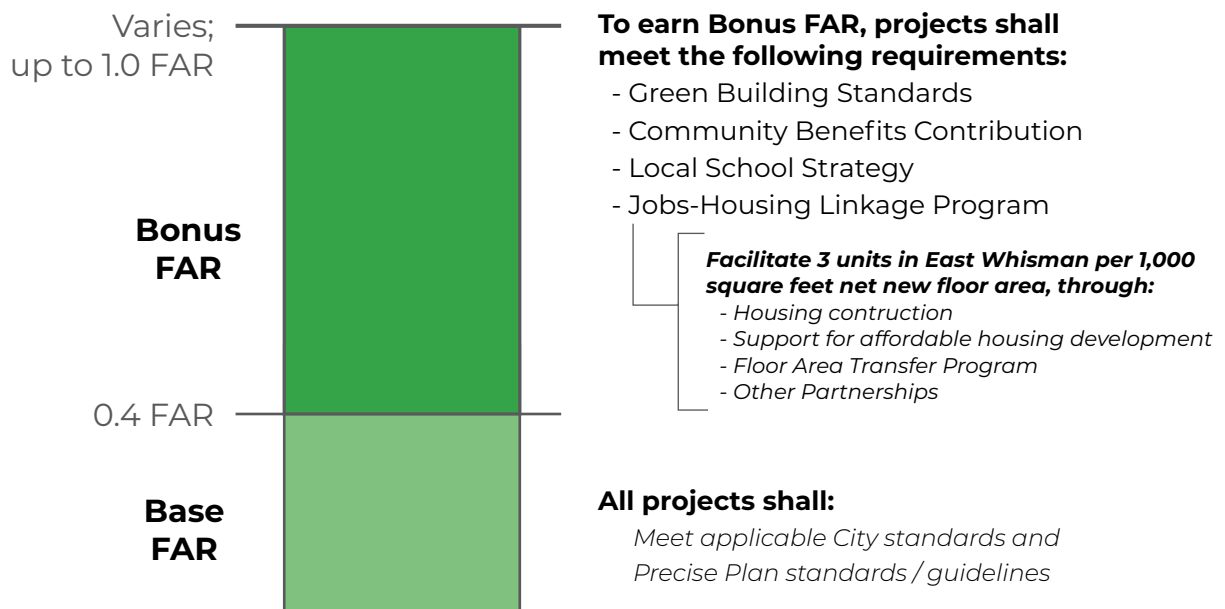 Varies;
up to 1.0 FAR
Bonus
FAR
0.4 FAR
Base
FAR
To earn Bonus FAR, projects shall
meet the following requirements:
- Green Building Standards
- Community Benefits Contribution
- Local School Strategy
- Jobs-Housing Linkage Program
Facilitate 3 units in East Whisman per 1,000
square feet net new floor area, through:
- Housing contruction
- Support for affordable housing development
- Floor Area Transfer Program
- Other Partnerships
All projects shall:
Meet applicable City standards and
Precise Plan standards / guidelines